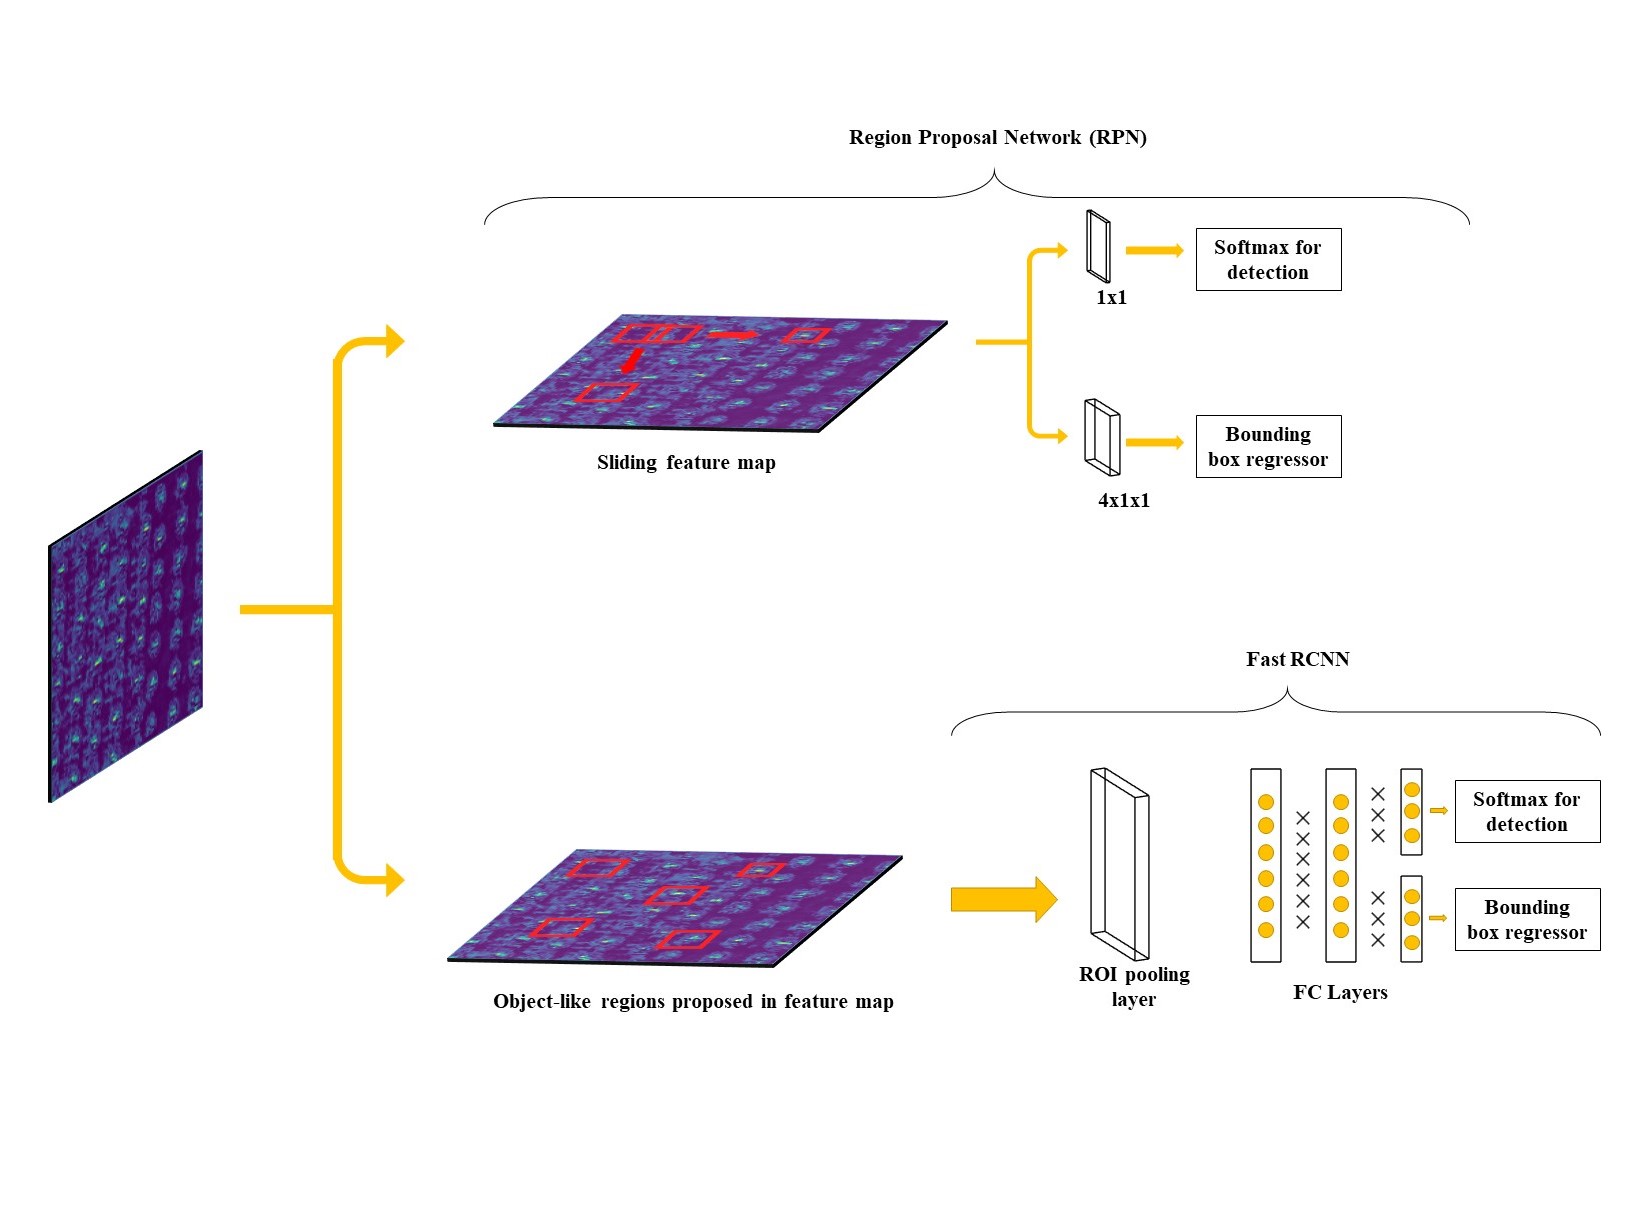 Region Proposal Network (RPN)
1x1
Softmax for
detection
Sliding feature map
4x1x1
Bounding
box regressor
Fast RCNN
Object-like regions proposed in feature map
ROI pooling
layer
FC Layers
Softmax for
detection
Bounding
box regressor